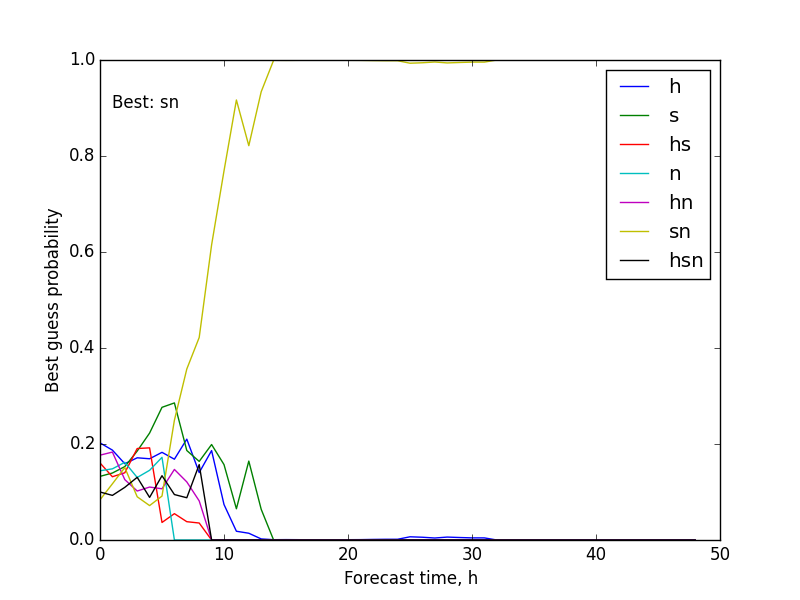 1.0
0.8
0.6
0.4
0.2
0.0
Best guess probability
Best: sn
h
s
hs
n
hn
sn
hsn
0 10 20 30 40 50
Forecast time, h